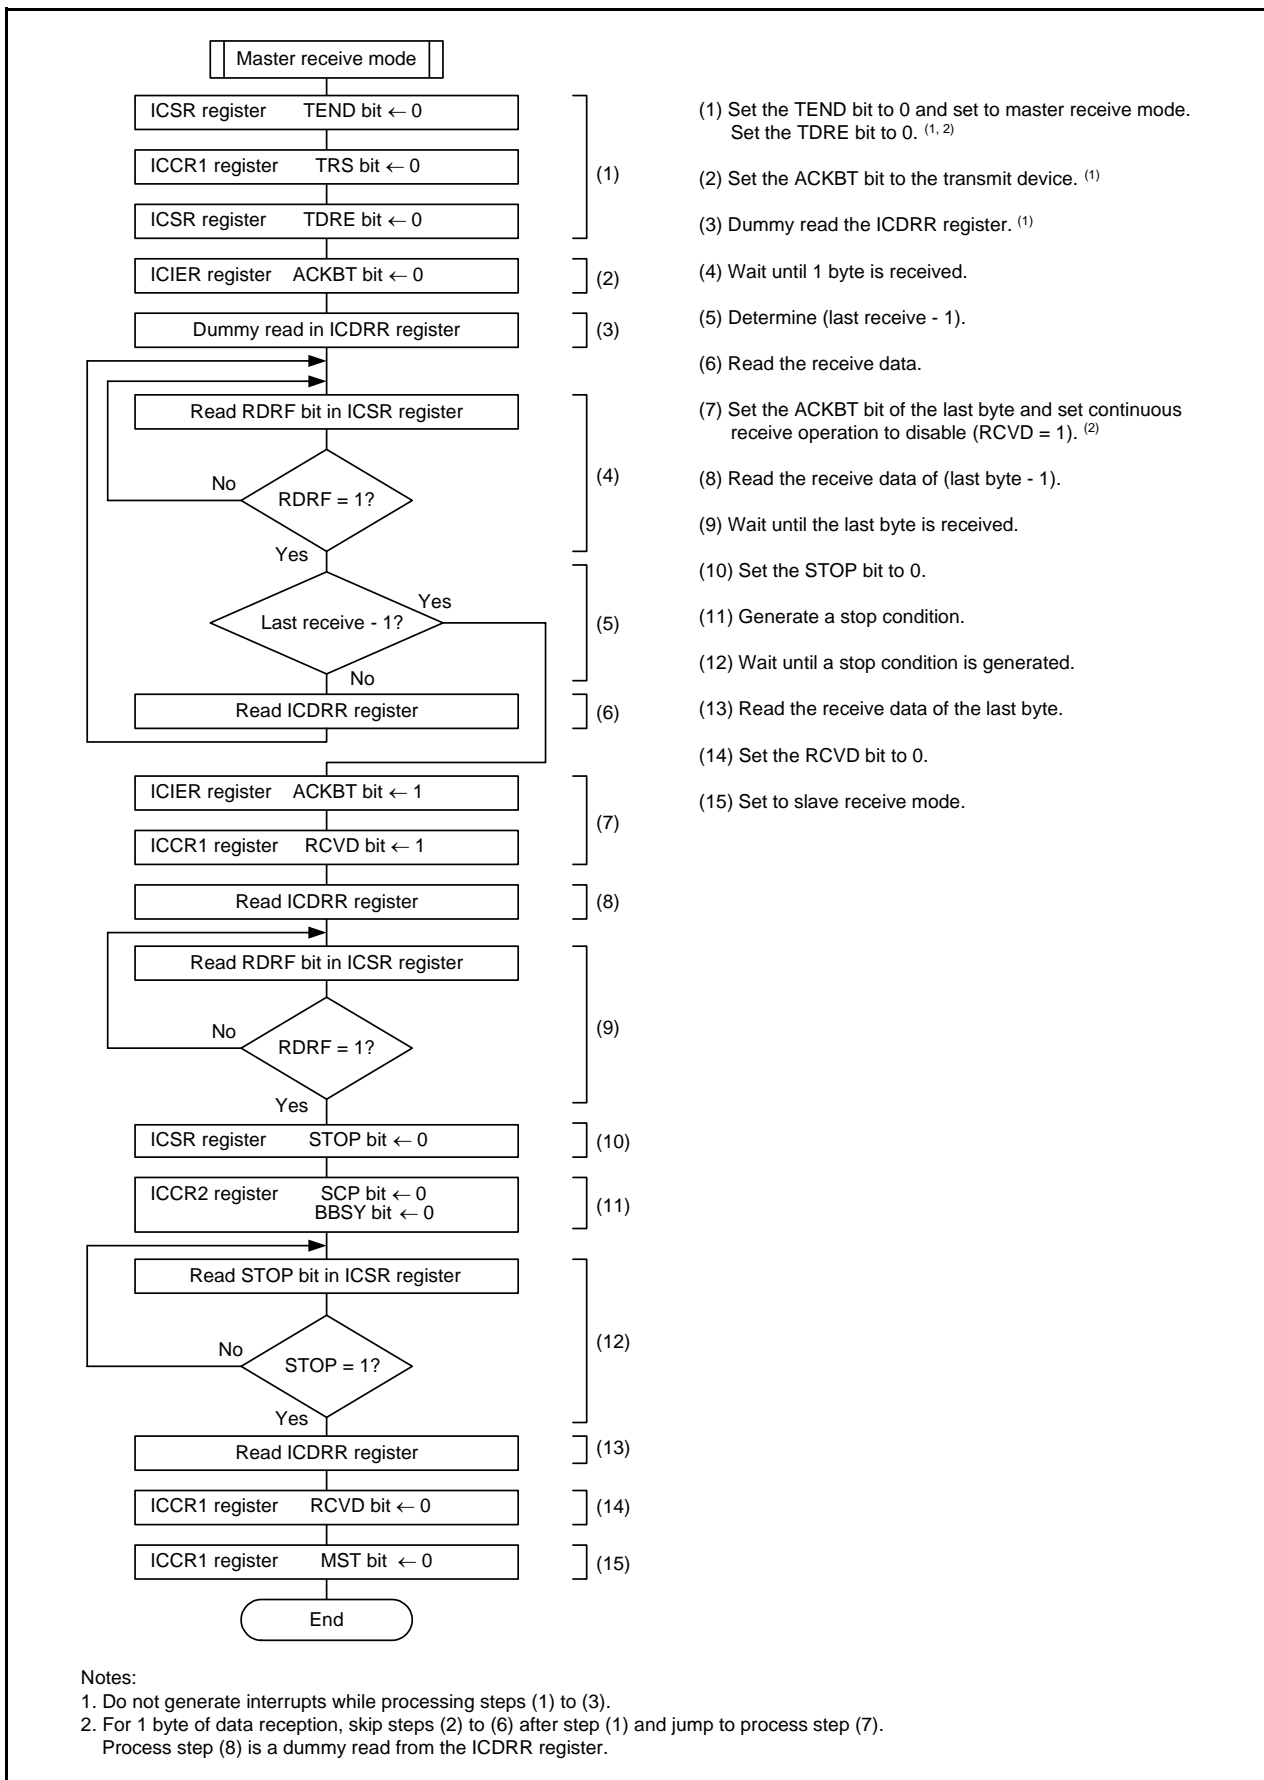 Master receive mode
ICSR register TEND bit ← 0
ICCR1 register TRS bit ← 0
ICSR register TDRE bit ← 0
(1)
ICIER register ACKBT bit ← 0
(2)
Dummy read in ICDRR register
(3)
Read RDRF bit in ICSR register
No
RDRF = 1?
(4)
Yes
Last receive - 1?
Yes
(5)
No
Read ICDRR register
(6)
ICIER register ACKBT bit ← 1
ICCR1 register RCVD bit ← 1
(7)
Read ICDRR register
(8)
Read RDRF bit in ICSR register
No
RDRF = 1?
(9)
Yes
ICSR register STOP bit ← 0
(10)
ICCR2 register SCP bit ← 0
BBSY bit ← 0
(11)
Read STOP bit in ICSR register
No
STOP = 1?
(12)
Yes
Read ICDRR register
(13)
ICCR1 register RCVD bit ← 0
(14)
ICCR1 register MST bit ← 0
(15)
End
(1) Set the TEND bit to 0 and set to master receive mode.
Set the TDRE bit to 0. (1, 2)
(2) Set the ACKBT bit to the transmit device. (1)
(3) Dummy read the ICDRR register. (1)
(4) Wait until 1 byte is received.
(5) Determine (last receive - 1).
(6) Read the receive data.
(7) Set the ACKBT bit of the last byte and set continuous
receive operation to disable (RCVD = 1). (2)
(8) Read the receive data of (last byte - 1).
(9) Wait until the last byte is received.
(10) Set the STOP bit to 0.
(11) Generate a stop condition.
(12) Wait until a stop condition is generated.
(13) Read the receive data of the last byte.
(14) Set the RCVD bit to 0.
(15) Set to slave receive mode.
Notes:
1. Do not generate interrupts while processing steps (1) to (3).
2. For 1 byte of data reception, skip steps (2) to (6) after step (1) and jump to process step (7).
Process step (8) is a dummy read from the ICDRR register.